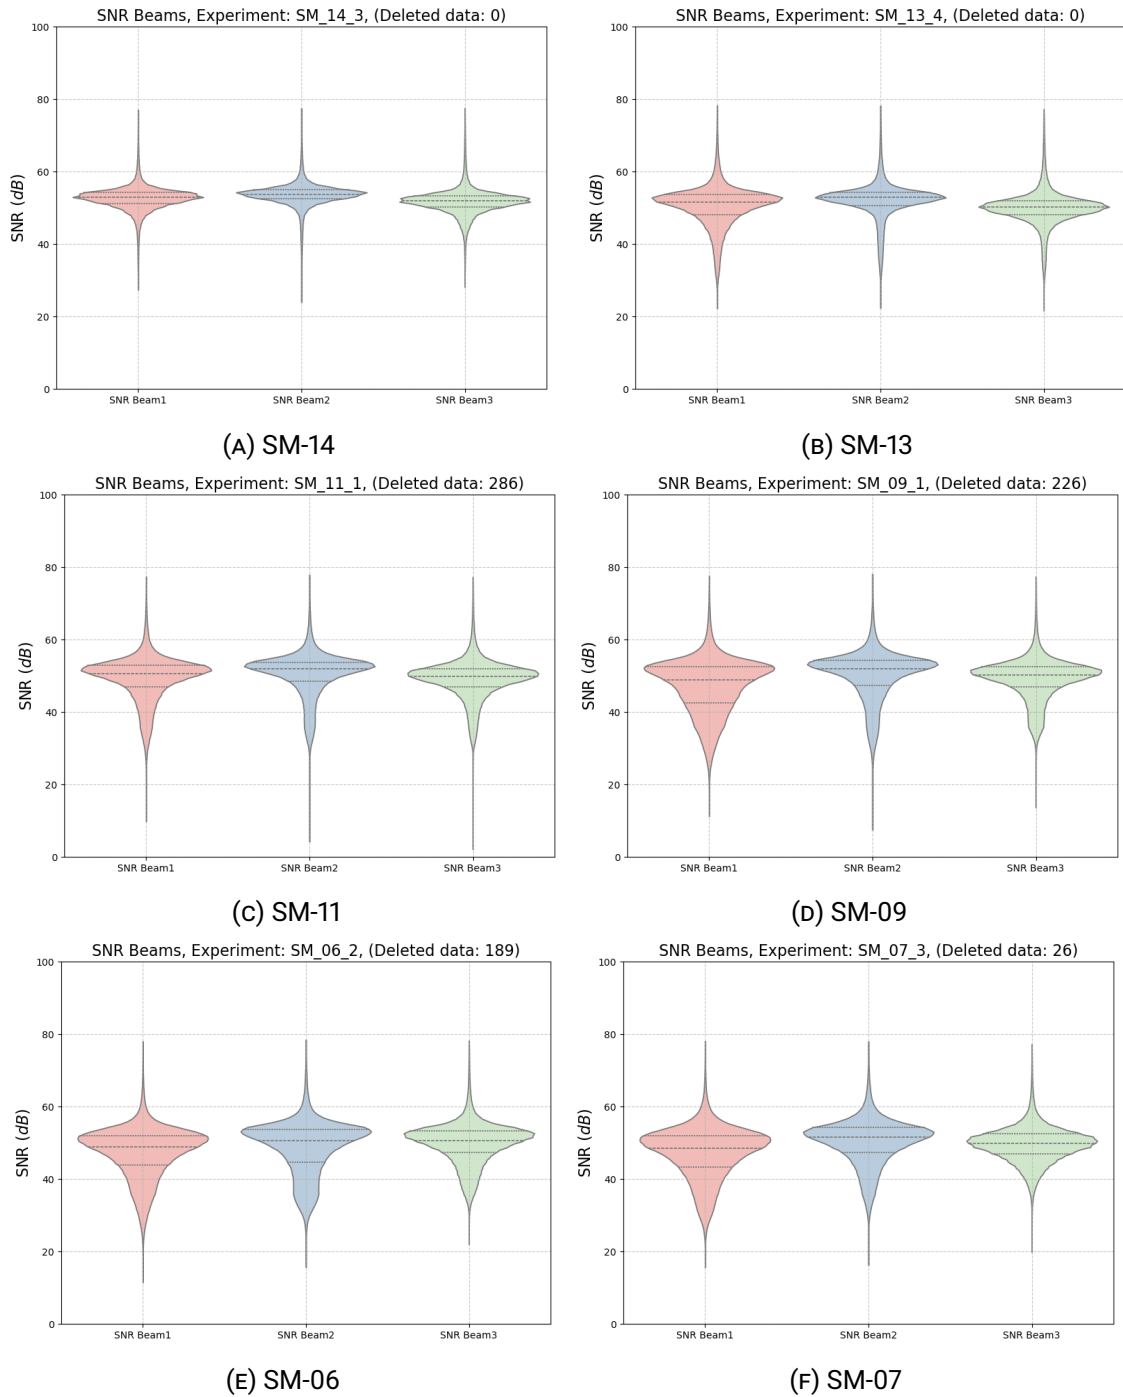 SNR Beams, Experiment: SM_14_3, (Deleted data: 0)
100
80
60
40
20
0
SNR (dB)
SNR Beam1
SNR Beam2
SNR Beam3
(A) SM-14
SNR Beams, Experiment: SM_13_4, (Deleted data: 0)
100
80
60
40
20
0
SNR (dB)
SNR Beam1
SNR Beam2
SNR Beam3
(B) SM-13
SNR Beams, Experiment: SM_11_1, (Deleted data: 286)
100
80
60
40
20
0
SNR (dB)
SNR Beam1
SNR Beam2
SNR Beam3
(C) SM-11
SNR Beams, Experiment: SM_09_1, (Deleted data: 226)
100
80
60
40
20
0
SNR (dB)
SNR Beam1
SNR Beam2
SNR Beam3
(D) SM-09
SNR Beams, Experiment: SM_06_2, (Deleted data: 189)
100
80
60
40
20
0
SNR (dB)
SNR Beam1
SNR Beam2
SNR Beam3
(E) SM-06
SNR Beams, Experiment: SM_07_3, (Deleted data: 26)
100
80
60
40
20
0
SNR (dB)
SNR Beam1
SNR Beam2
SNR Beam3
(F) SM-07